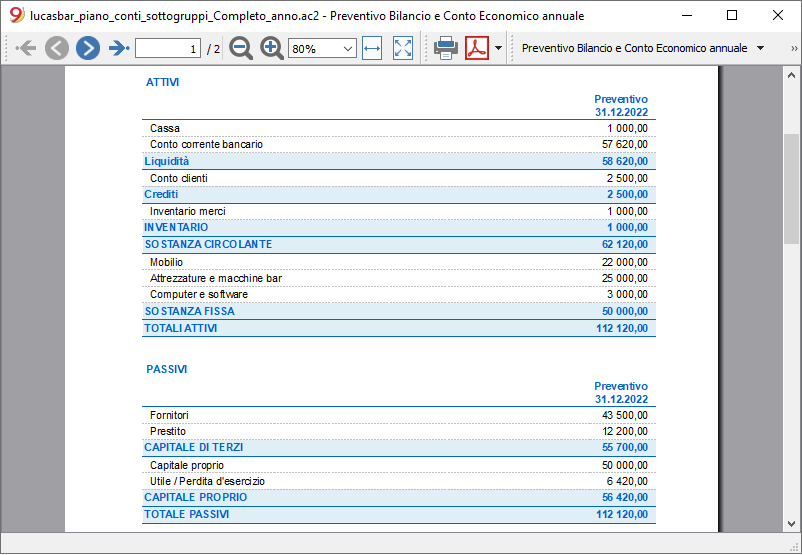 lucasbar_piano_conti_sottogruppi_Completo_anno.ac2 - Preventivo Bilancio e Conto Economico annuale
1 / 2 80% Preventivo Bilancio e Conto Economico annuale »
ATTIVI
Preventivo
31.12.2022
Cassa 1 000,00
Conto corrente bancario 57 620,00
Liquidità 58 620,00
Conto clienti 2 500,00
Crediti 2 500,00
Inventario merci 1 000,00
INVENTARIO 1 000,00
SOSTANZA CIRCOLANTE 62 120,00
Mobilio 22 000,00
Attrezzature e macchine bar 25 000,00
Computer e software 3 000,00
SOSTANZA FISSA 50 000,00
TOTALI ATTIVI 112 120,00
PASSIVI
Preventivo
31.12.2022
Fornitori 43 500,00
Prestito 12 200,00
CAPITALE DI TERZI 55 700,00
Capitale proprio 50 000,00
Utile / Perdita d'esercizio 6 420,00
CAPITALE PROPRIO 56 420,00
TOTALE PASSIVI 112 120,00